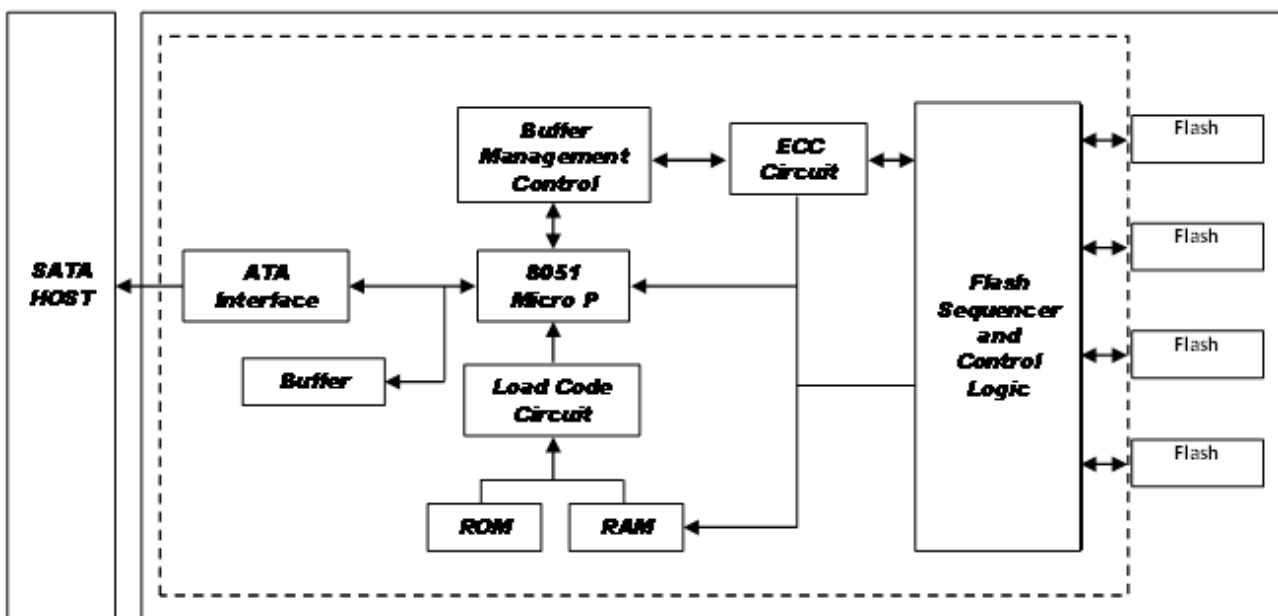 SATA
HOST
ATA
Interface
Buffer
Buffer
Management
Control
8051
Micro P
Load Code
Circuit
ROM
RAM
ECC
Circuit
Flash
Sequencer
and
Control
Logic
Flash
Flash
Flash
Flash